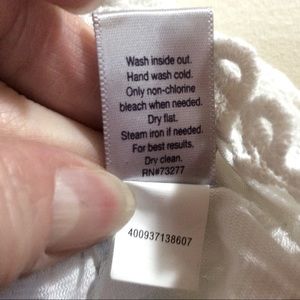 Wash inside out.
Hand wash cold.
Only non-chlorine
bleach when needed.
Dry flat.
Steam iron if needed.
For best results.
Dry clean.
RN#73277
400937138607